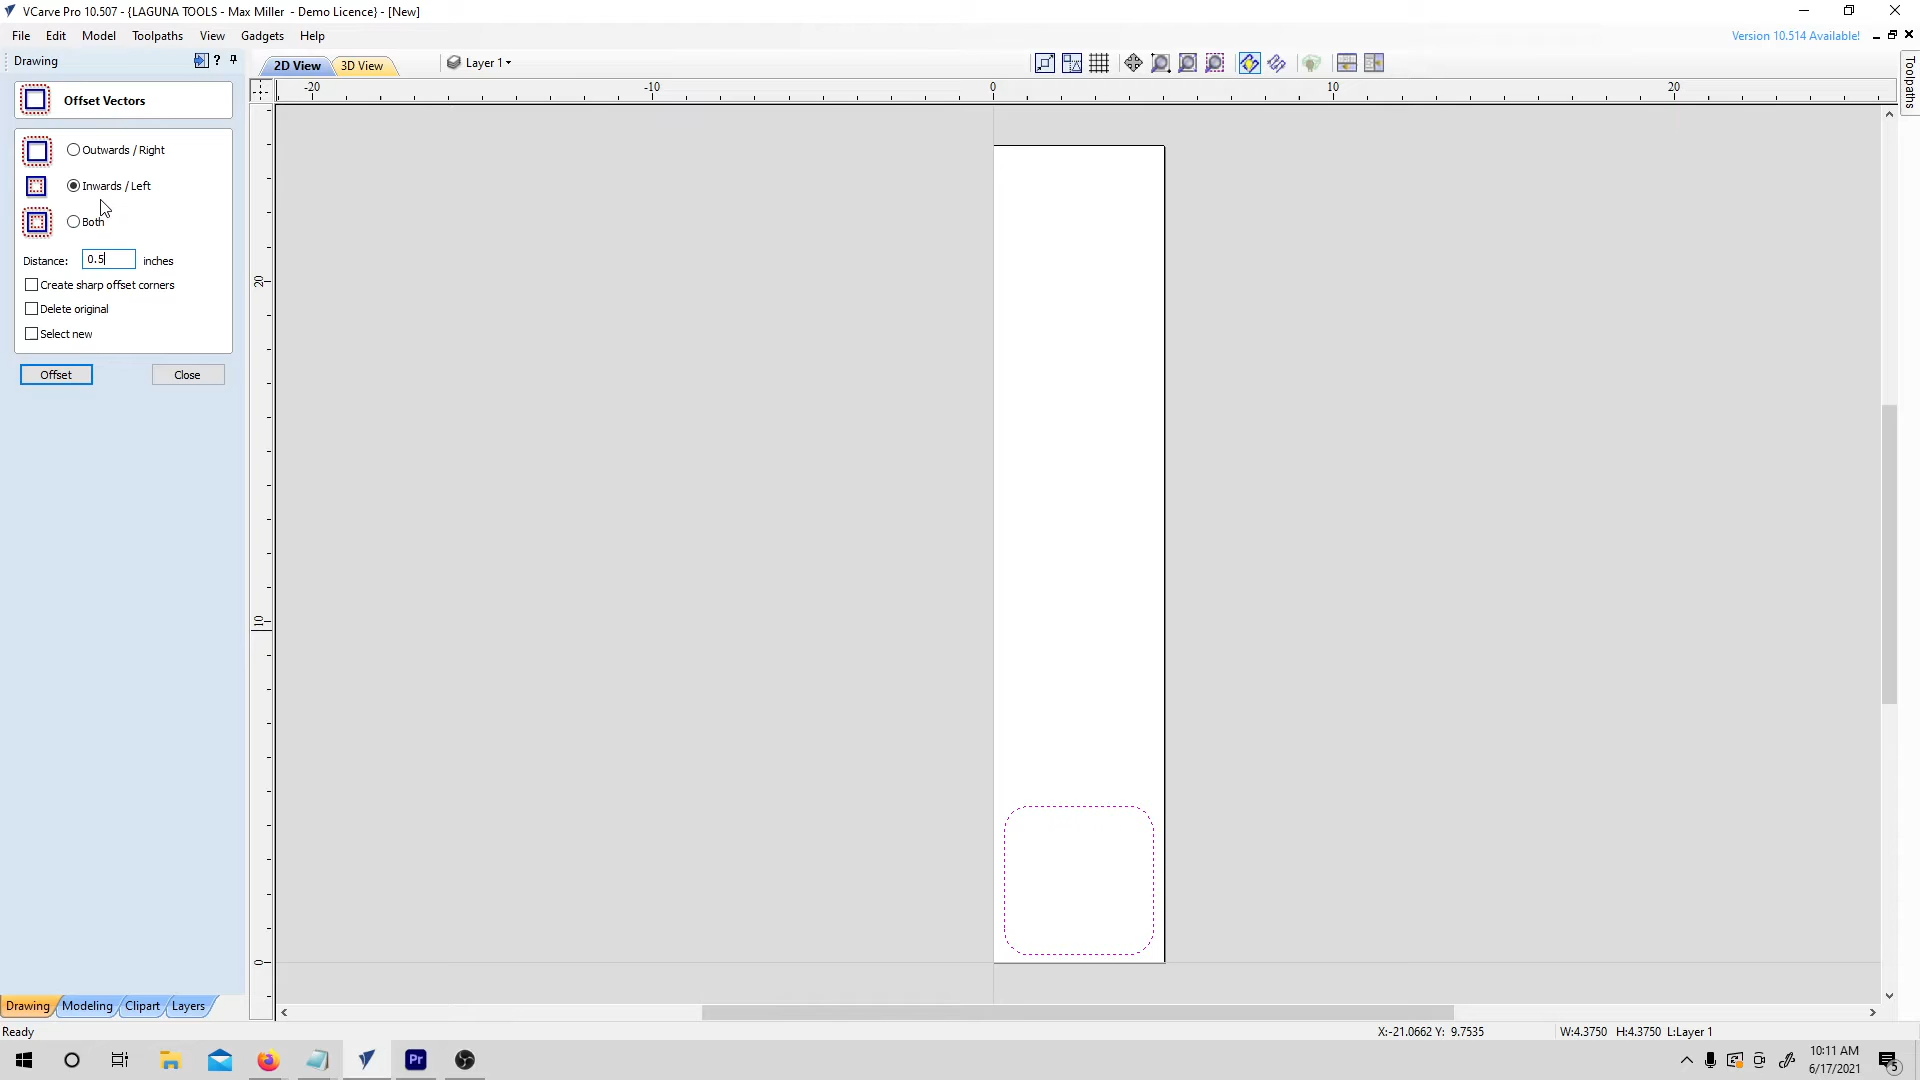 VCarve Pro 10.507 - {LAGUNA TOOLS - Max Miller  - Demo Licence} - [New]
File Edit Model Toolpaths View Gadgets Help
Version 10.514 Available!
Drawing
?
2D View 3D View
Layer 1
Toolpaths
Offset Vectors
-20 -10 0 10 20
Outwards / Right
Inwards / Left
Both
Distance: 0.5 inches
Create sharp offset corners
Delete original
Select new
Offset Close
20
10
0
Drawing Modeling Clipart Layers
Ready
X:-21.0662 Y: 9.7535
W:4.3750 H:4.3750 L:Layer 1
Pr
10:11 AM
6/17/2021
5